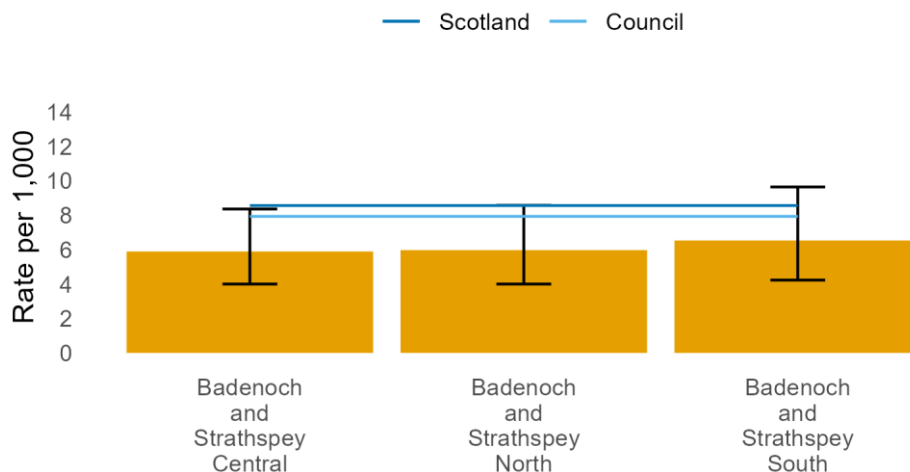 Scotland Council
Rate per 1,000
14
12
10
8
6
4
2
0
Badenoch
and
Strathspey
Central
Badenoch
and
Strathspey
North
Badenoch
and
Strathspey
South